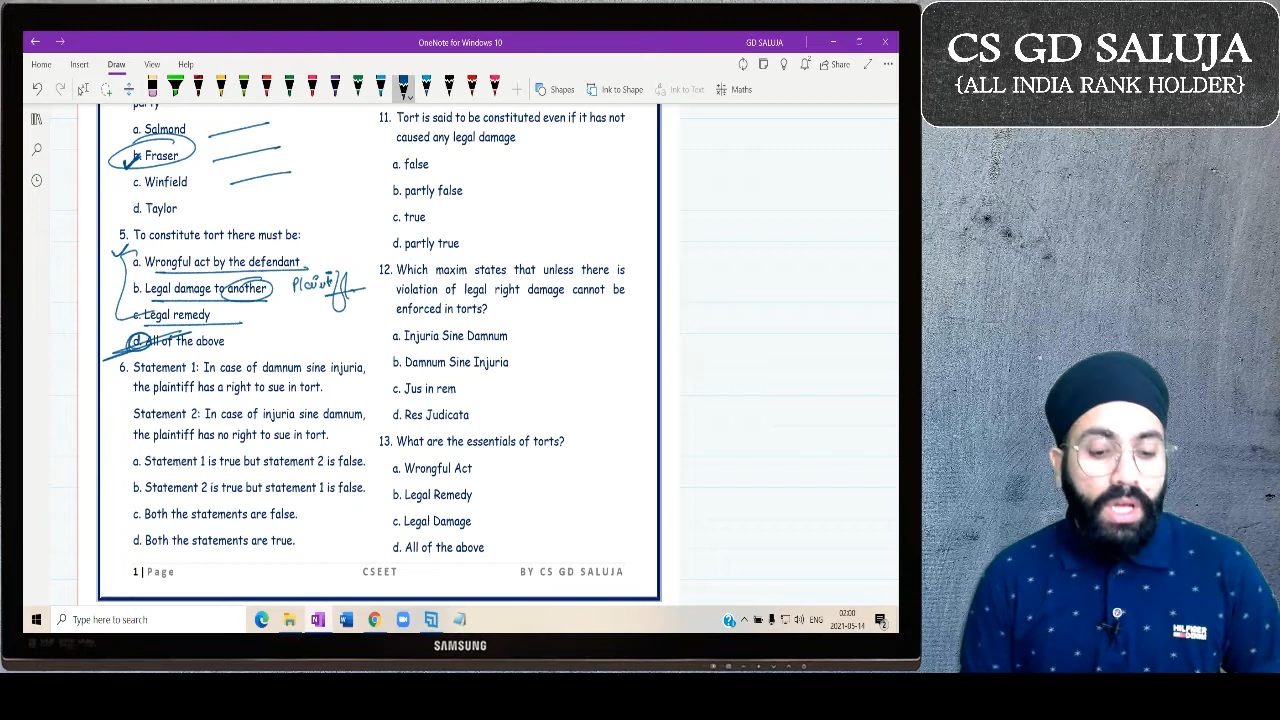 CS GD SALUJA
{ALL INDIA RANK HOLDER}
OneNote for Windows 10
GD SALUJA
Home
Insert
Draw
View
Help
Share
Shapes
Ink to Shape
Ink to Text
Maths
party
a. Salmond
b. Fraser
c. Winfield
d. Taylor
5. To constitute tort there must be:
a. Wrongful act by the defendant
b. Legal damage to another
Plaintiff
c. Legal remedy
d. All of the above
6. Statement 1: In case of damnum sine injuria,
the plaintiff has a right to sue in tort.
Statement 2: In case of injuria sine damnum,
the plaintiff has no right to sue in tort.
a. Statement 1 is true but statement 2 is false.
b. Statement 2 is true but statement 1 is false.
c. Both the statements are false.
d. Both the statements are true.
11. Tort is said to be constituted even if it has not
caused any legal damage
a. false
b. partly false
c. true
d. partly true
12. Which maxim states that unless there is
violation of legal right damage cannot be
enforced in torts?
a. Injuria Sine Damnum
b. Damnum Sine Injuria
c. Jus in rem
d. Res Judicata
13. What are the essentials of torts?
a. Wrongful Act
b. Legal Remedy
c. Legal Damage
d. All of the above
1 | Page
CSEET
BY CS GD SALUJA
Type here to search
ENG
02:00
2021-05-14
SAMSUNG
HILFIGER